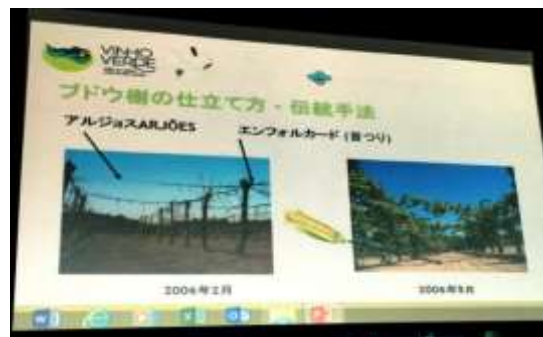 VINHO
VERDE
ブドウ樹の仕立て方 - 伝統手法
アルジョスARJÕES
エンフォルカード (首つり)
2006年2月
2006年5月